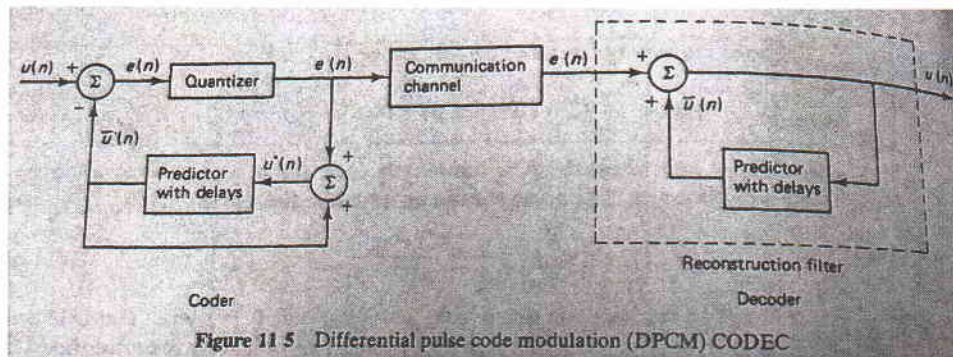 u(n)
+
Σ
−
e(n)
Quantizer
e(n)
Communication
channel
e(n)
+
Σ
+
u(n)
ū(n)
ū(n)
Predictor
with delays
u˙(n)
+
Σ
+
Predictor
with delays
Reconstruction filter
Coder
Decoder
Figure 11 5 Differential pulse code modulation (DPCM) CODEC